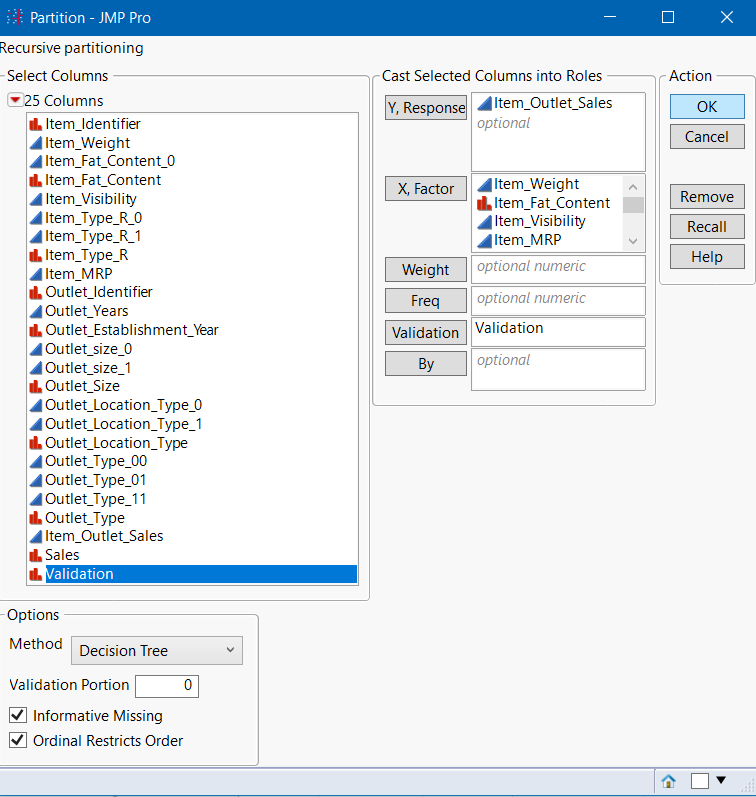 Partition - JMP Pro
Recursive partitioning
Select Columns
25 Columns
Item_Identifier
Item_Weight
Item_Fat_Content_0
Item_Fat_Content
Item_Visibility
Item_Type_R_0
Item_Type_R_1
Item_Type_R
Item_MRP
Outlet_Identifier
Outlet_Years
Outlet_Establishment_Year
Outlet_size_0
Outlet_size_1
Outlet_Size
Outlet_Location_Type_0
Outlet_Location_Type_1
Outlet_Location_Type
Outlet_Type_00
Outlet_Type_01
Outlet_Type_11
Outlet_Type
Item_Outlet_Sales
Sales
Validation
Cast Selected Columns into Roles
Y, Response
Item_Outlet_Sales
optional
X, Factor
Item_Weight
Item_Fat_Content
Item_Visibility
Item_MRP
Weight
optional numeric
Freq
optional numeric
Validation
Validation
By
optional
Action
OK
Cancel
Remove
Recall
Help
Options
Method
Decision Tree
Validation Portion
0
Informative Missing
Ordinal Restricts Order